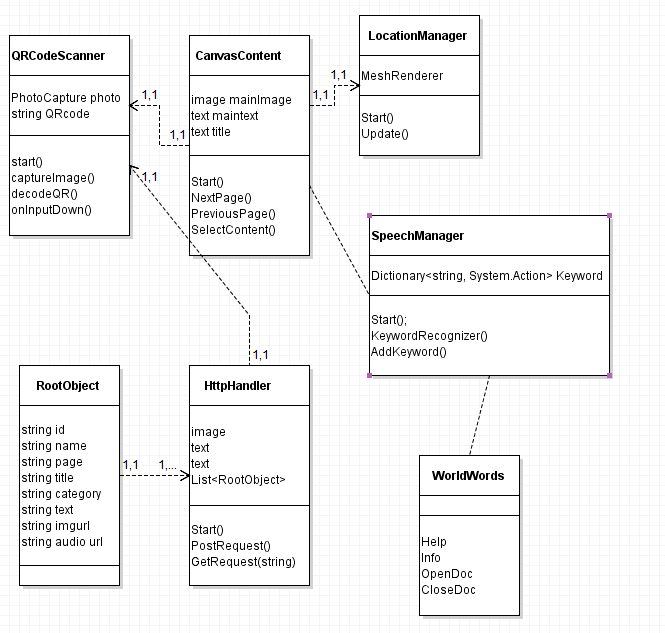 QRCodeScanner
PhotoCapture photo
string QRcode
start()
captureImage()
decodeQR()
onInputDown()
1,1
1,1
1,1
CanvasContent
image mainImage
text maintext
text title
Start()
NextPage()
PreviousPage()
SelectContent()
1,1
1,1
LocationManager
MeshRenderer
Start()
Update()
SpeechManager
Dictionary<string, System.Action> Keyword
Start();
KeywordRecognizer()
AddKeyword()
RootObject
string id
string name
string page
string title
string category
string text
string imgurl
string audio url
1,1
1,...
1,1
HttpHandler
image
text
text
List<RootObject>
Start()
PostRequest()
GetRequest(string)
WorldWords
Help
Info
OpenDoc
CloseDoc